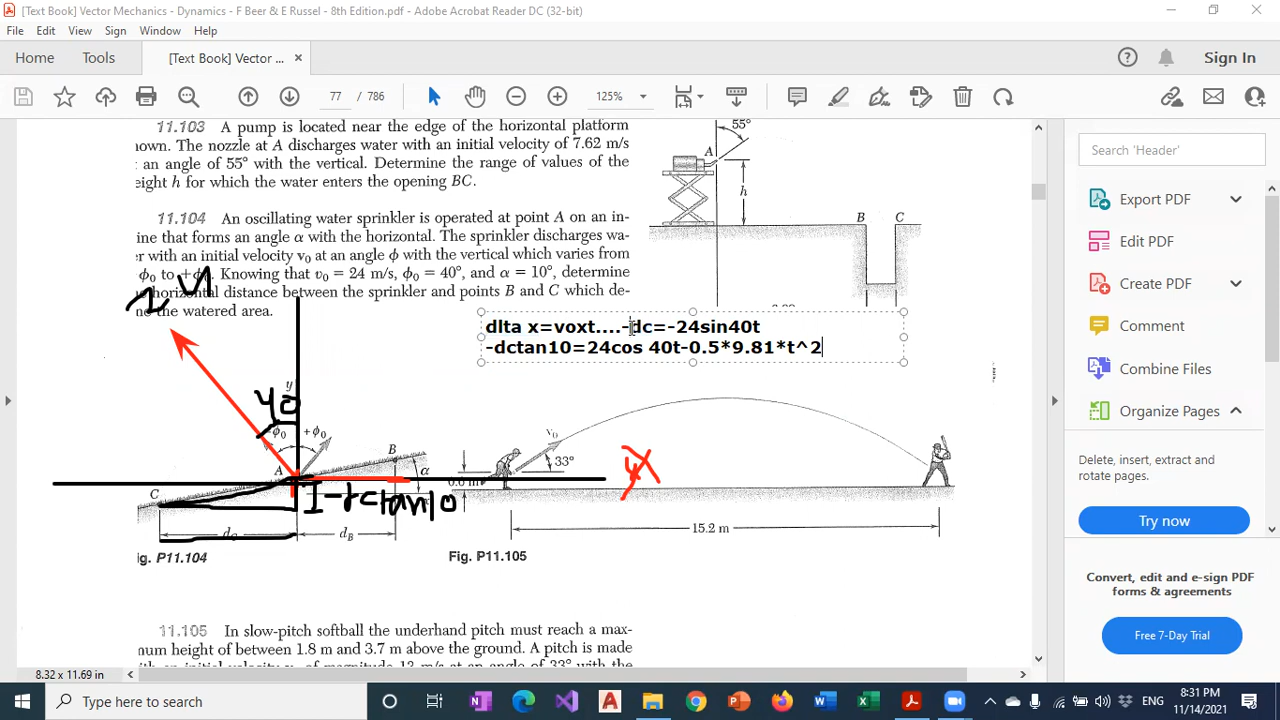 [Text Book] Vector Mechanics - Dynamics - F Beer & E Russel - 8th Edition.pdf - Adobe Acrobat Reader DC (32-bit)
File Edit View Sign Window Help
Home Tools [Text Book] Vector ... × Sign In
77 / 786 125%
11.103 A pump is located near the edge of the horizontal platform
own. The nozzle at A discharges water with an initial velocity of 7.62 m/s
an angle of 55° with the vertical. Determine the range of values of the
eight h for which the water enters the opening BC.
55°
A
h
B C
11.104 An oscillating water sprinkler is operated at point A on an in-
ine that forms an angle α with the horizontal. The sprinkler discharges wa-
r with an initial velocity v0 at an angle ϕ with the vertical which varies from
ϕ0 to +ϕ0. Knowing that v0 = 24 m/s, ϕ0 = 40°, and α = 10°, determine
horizontal distance between the sprinkler and points B and C which de-
ne the watered area.
24
dlta x=voxt....-dc=-24sin40t
-dctan10=24cos 40t-0.5*9.81*t^2
y
40
ϕ0 +ϕ0
A B α
C
I-dctan10
dC dB
ig. P11.104
v0
33°
0.6 m
15.2 m
Fig. P11.105
11.105 In slow-pitch softball the underhand pitch must reach a max-
num height of between 1.8 m and 3.7 m above the ground. A pitch is made
8.32 x 11.69 in
Search 'Header'
Export PDF
Edit PDF
Create PDF
Comment
Combine Files
Organize Pages
Delete, insert, extract and
rotate pages.
Try now
Convert, edit and e-sign PDF
forms & agreements
Free 7-Day Trial
Type here to search
ENG
8:31 PM
11/14/2021